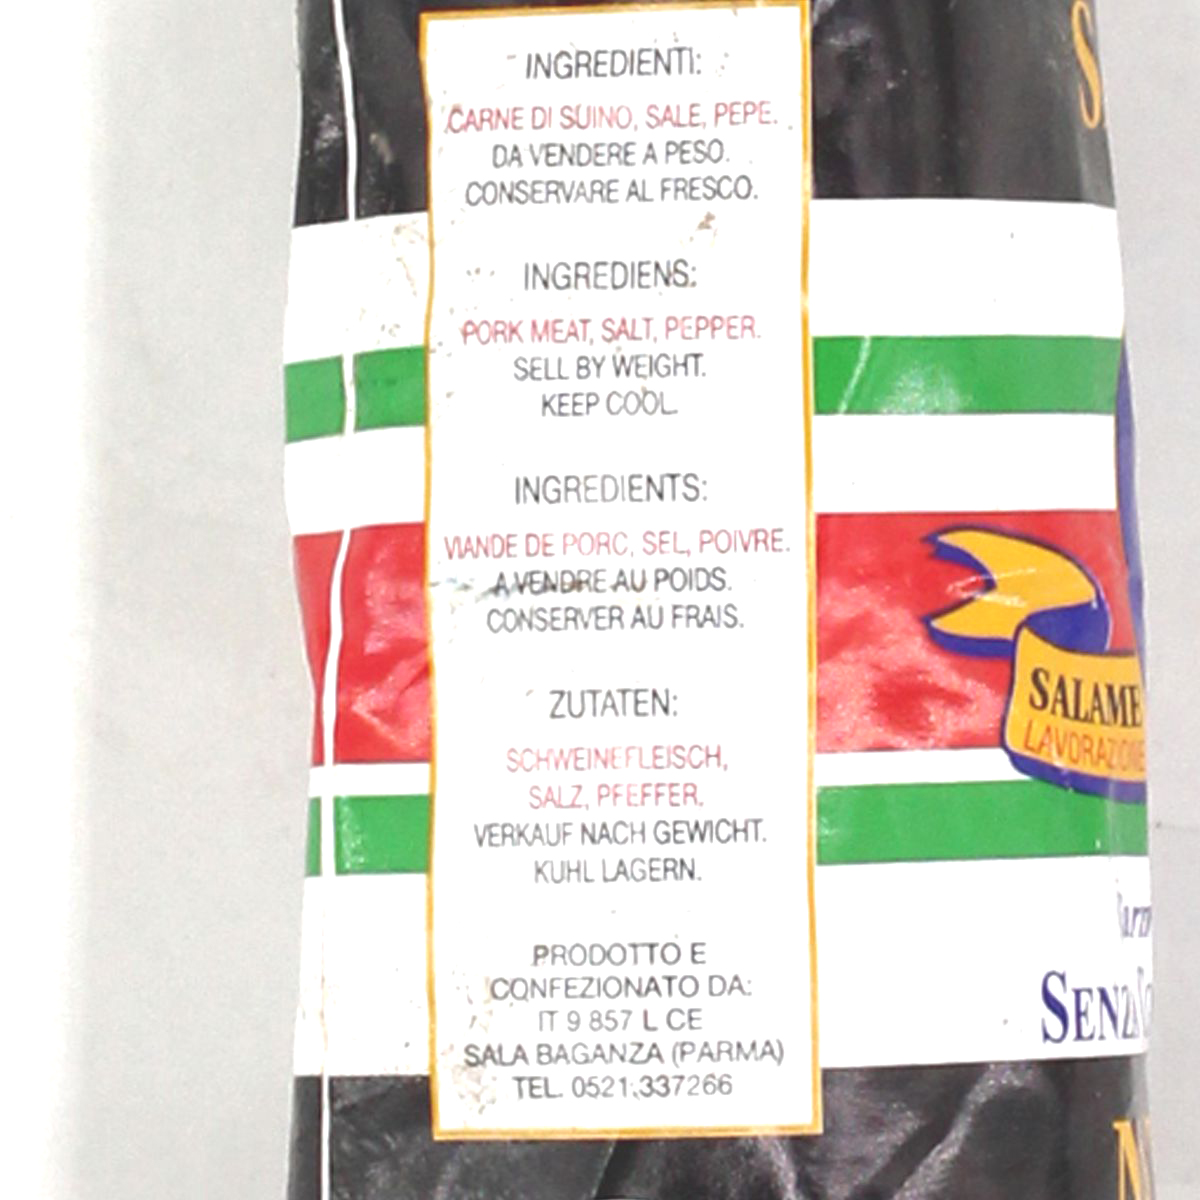 INGREDIENTI:
CARNE DI SUINO, SALE, PEPE.
DA VENDERE A PESO.
CONSERVARE AL FRESCO.
INGREDIENS:
PORK MEAT, SALT, PEPPER.
SELL BY WEIGHT.
KEEP COOL.
INGREDIENTS:
VIANDE DE PORC, SEL, POIVRE.
A VENDRE AU POIDS.
CONSERVER AU FRAIS.
ZUTATEN:
SCHWEINEFLEISCH,
SALZ, PFEFFER.
VERKAUF NACH GEWICHT.
KUHL LAGERN.
PRODOTTO E
CONFEZIONATO DA:
IT 9 857 L CE
SALA BAGANZA (PARMA)
TEL. 0521.337266
SALAME
LAVORAZIONE